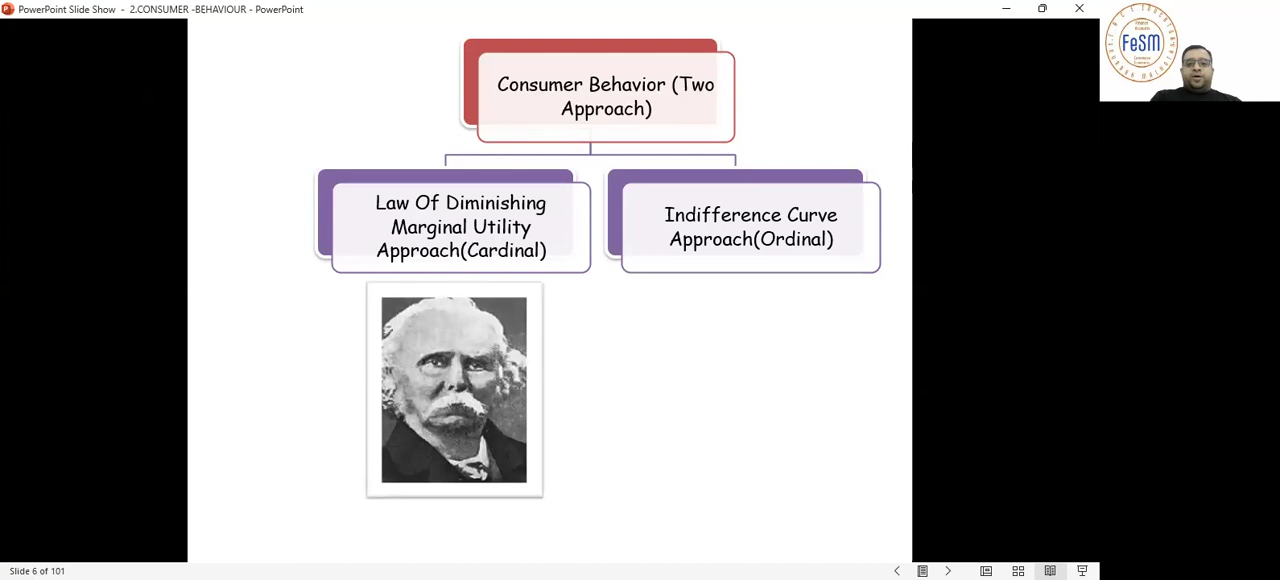 PowerPoint Slide Show - 2.CONSUMER -BEHAVIOUR - PowerPoint
FeSM
Consumer Behavior (Two
Approach)
Law Of Diminishing
Marginal Utility
Approach(Cardinal)
Indifference Curve
Approach(Ordinal)
Slide 6 of 101